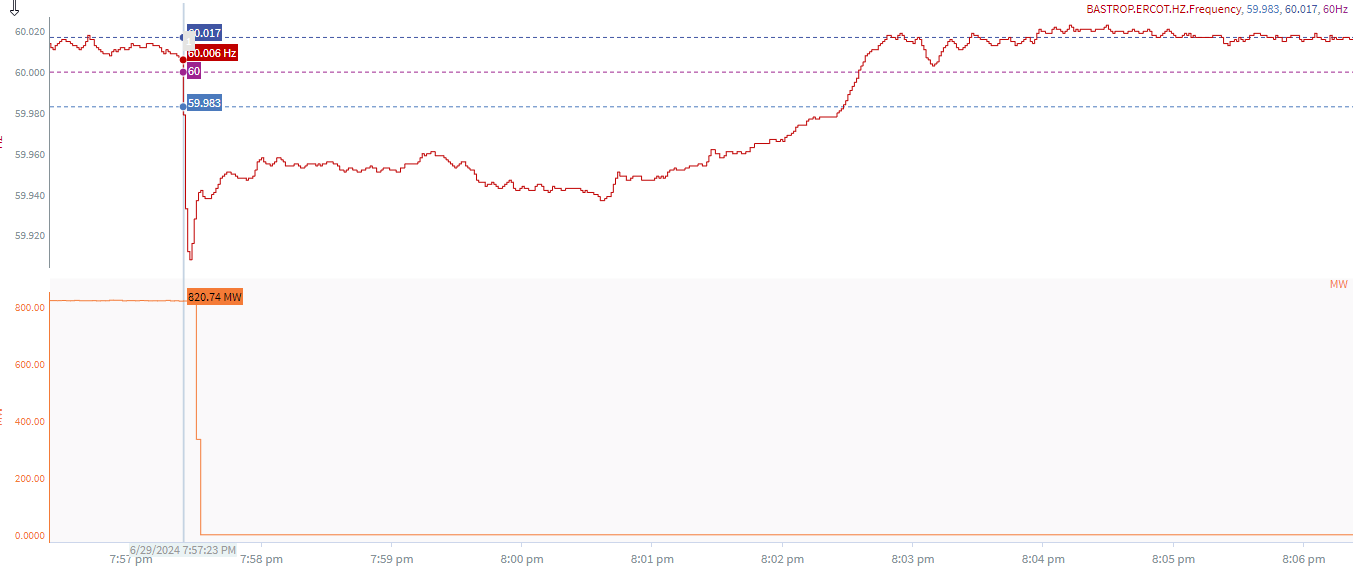 BASTROP.ERCOT.HZ.Frequency, 59.983, 60.017, 60Hz
60.020
60.000
59.980
59.960
59.940
59.920
60.017
60.006 Hz
60
59.983
MW
820.74 MW
800.00
600.00
400.00
200.00
0.0000
6/29/2024 7:57:23 PM
7:57 pm 7:58 pm 7:59 pm 8:00 pm 8:01 pm 8:02 pm 8:03 pm 8:04 pm 8:05 pm 8:06 pm